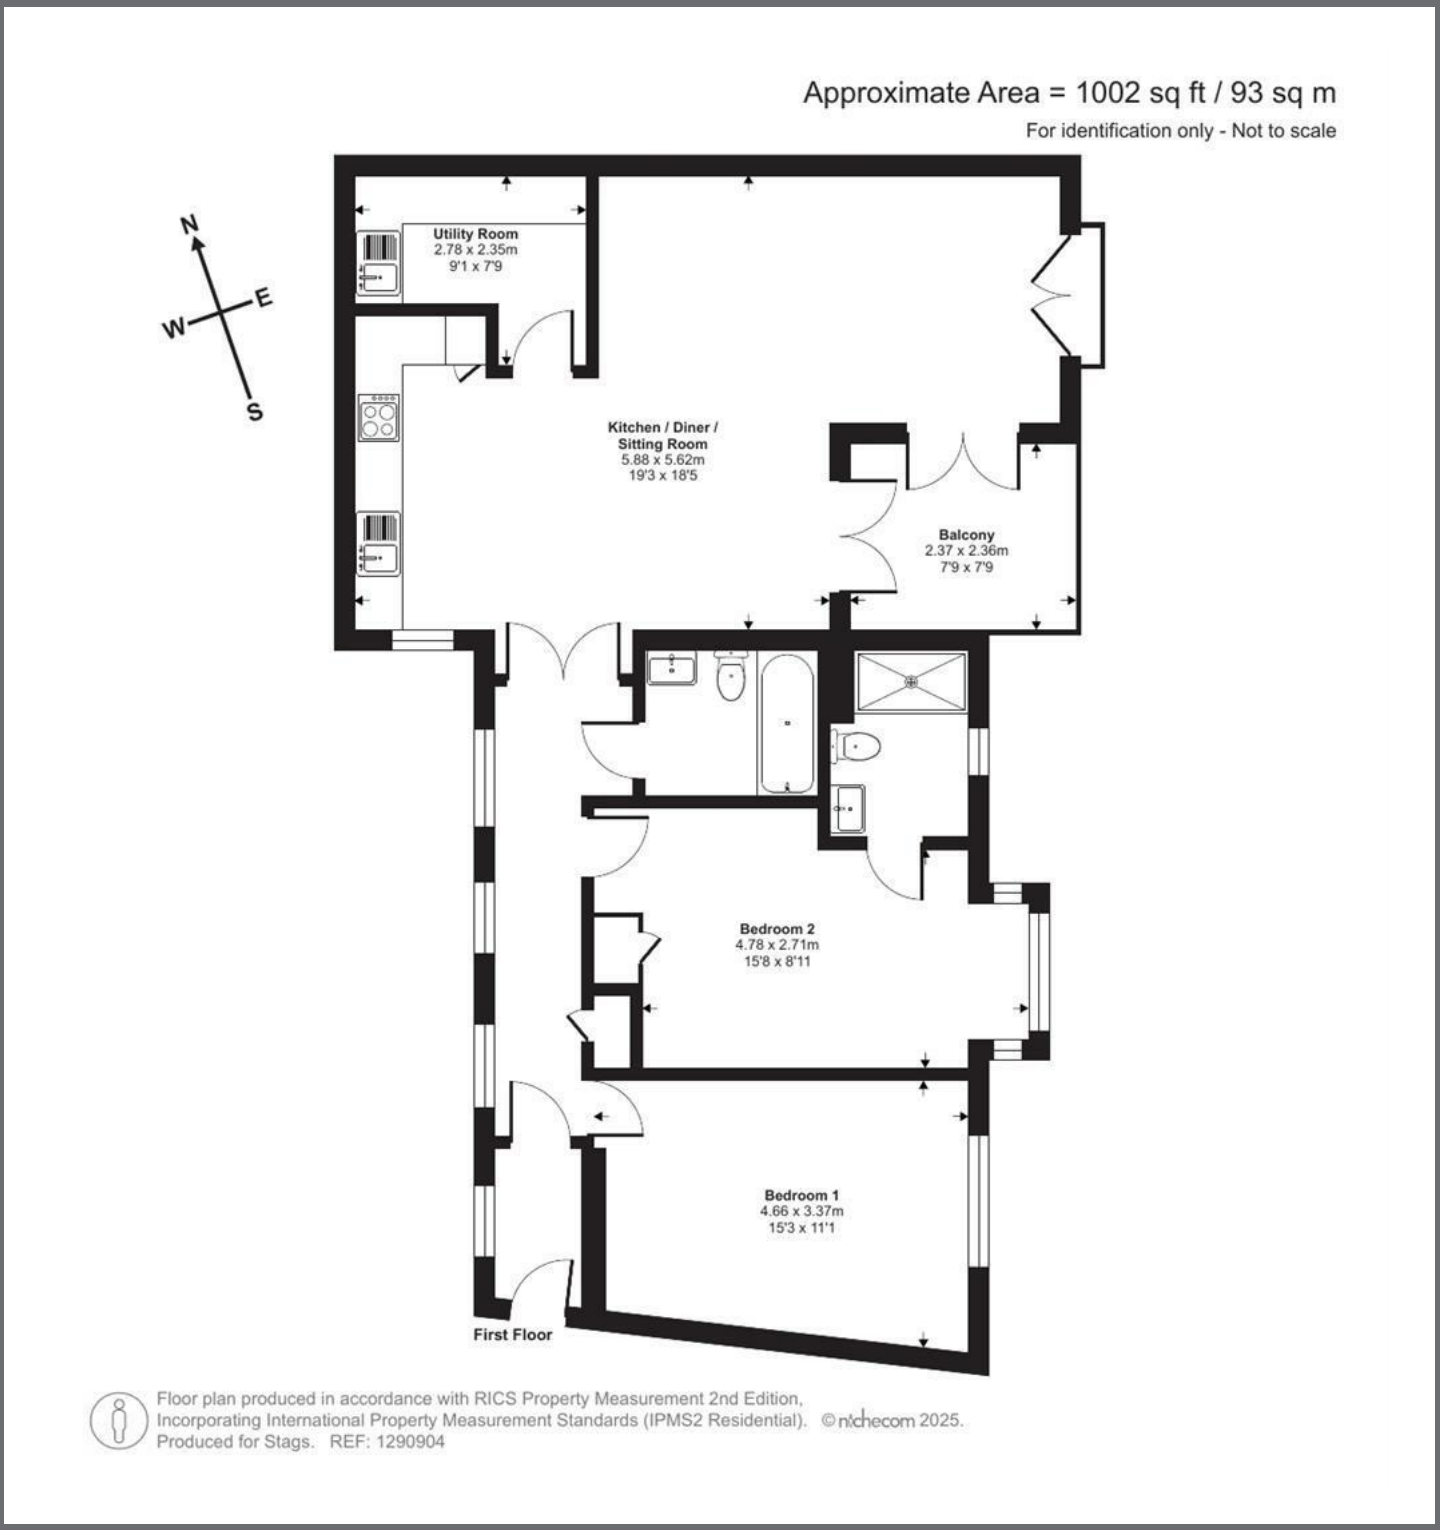 Approximate Area = 1002 sq ft / 93 sq m
For identification only - Not to scale
N
E
W
S
Utility Room
2.78 x 2.35m
9'1 x 7'9
Kitchen / Diner /
Sitting Room
5.88 x 5.62m
19'3 x 18'5
Balcony
2.37 x 2.36m
7'9 x 7'9
Bedroom 2
4.78 x 2.71m
15'8 x 8'11
Bedroom 1
4.66 x 3.37m
15'3 x 11'1
First Floor
Floor plan produced in accordance with RICS Property Measurement 2nd Edition,
Incorporating International Property Measurement Standards (IPMS2 Residential). © nichecom 2025.
Produced for Stags. REF: 1290904